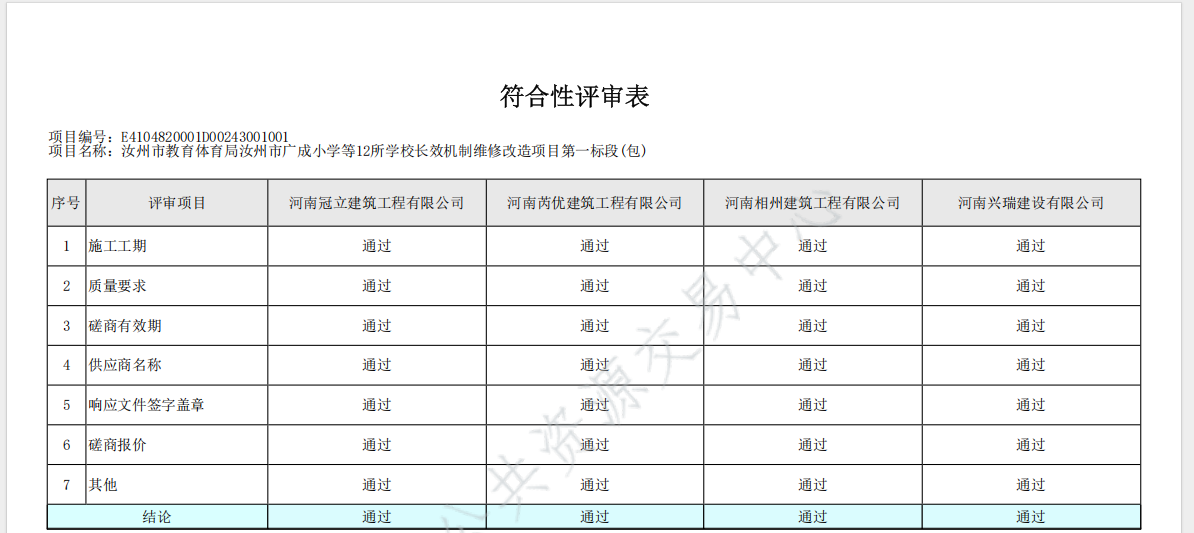 符合性评审表
项目编号：E4104820001D00243001001
项目名称：汝州市教育体育局汝州市广成小学等12所学校长效机制维修改造项目第一标段(包)
序号 评审项目 河南冠立建筑工程有限公司 河南芮优建筑工程有限公司 河南相州建筑工程有限公司 河南兴瑞建设有限公司
1 施工工期 通过 通过 通过 通过
2 质量要求 通过 通过 通过 通过
3 磋商有效期 通过 通过 通过 通过
4 供应商名称 通过 通过 通过 通过
5 响应文件签字盖章 通过 通过 通过 通过
6 磋商报价 通过 通过 通过 通过
7 其他 通过 通过 通过 通过
结论 通过 通过 通过 通过
公共资源交易中心